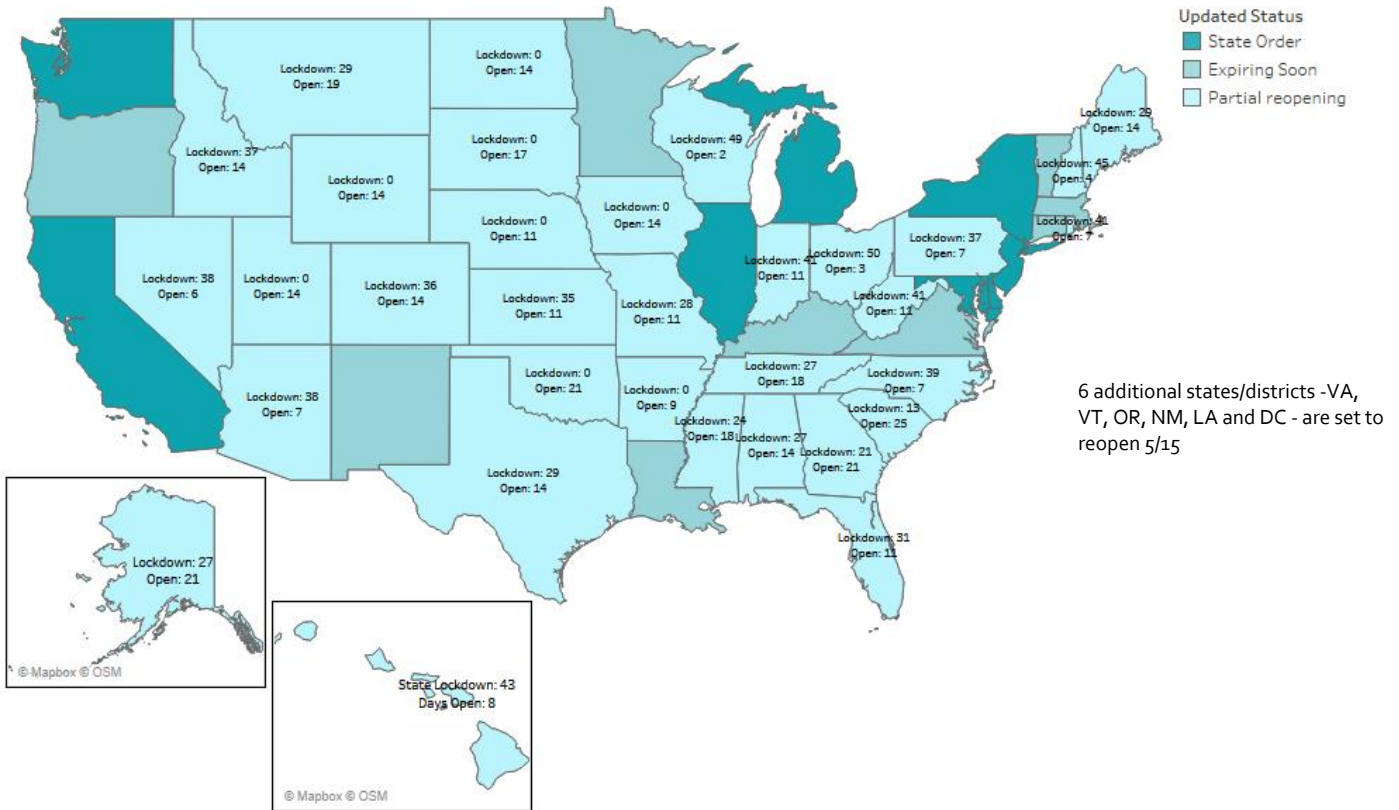 Updated Status
State Order
Expiring Soon
Partial reopening
Lockdown: 29
Open: 19
Lockdown: 0
Open: 14
Lockdown: 37
Open: 14
Lockdown: 0
Open: 14
Lockdown: 0
Open: 17
Lockdown: 49
Open: 2
Lockdown: 29
Open: 14
Lockdown: 45
Open: 4
Lockdown: 41
Open: 7
Lockdown: 0
Open: 11
Lockdown: 0
Open: 14
Lockdown: 41
Open: 11
Lockdown: 50
Open: 3
Lockdown: 37
Open: 7
Lockdown: 38
Open: 6
Lockdown: 0
Open: 14
Lockdown: 36
Open: 14
Lockdown: 35
Open: 11
Lockdown: 28
Open: 11
Lockdown: 41
Open: 11
Lockdown: 38
Open: 7
Lockdown: 0
Open: 21
Lockdown: 0
Open: 9
Lockdown: 27
Open: 18
Lockdown: 39
Open: 7
Lockdown: 13
Open: 25
Lockdown: 24
Open: 18
Lockdown: 27
Open: 14
Lockdown: 21
Open: 21
Lockdown: 29
Open: 14
Lockdown: 31
Open: 11
6 additional states/districts -VA,
VT, OR, NM, LA and DC - are set to
reopen 5/15
Lockdown: 27
Open: 21
© Mapbox © OSM
State Lockdown: 43
Days Open: 8
© Mapbox © OSM